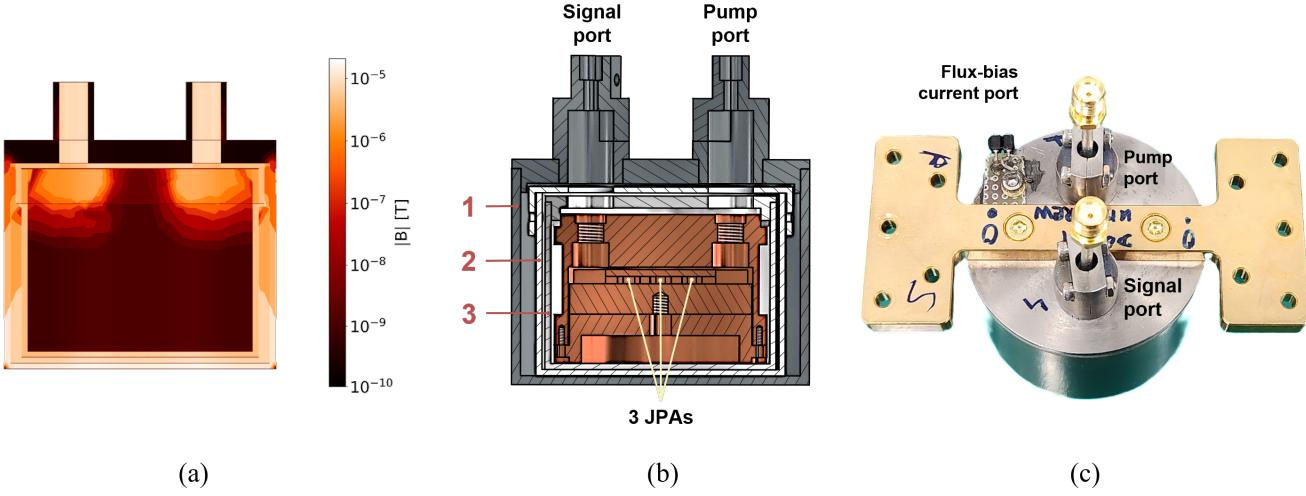 10⁻⁵
10⁻⁶
10⁻⁷
10⁻⁸
10⁻⁹
10⁻¹⁰
|B| [T]
(a)
Signal
port
Pump
port
1
2
3
3 JPAs
(b)
Flux-bias
current port
Pump
port
Signal
port
(c)